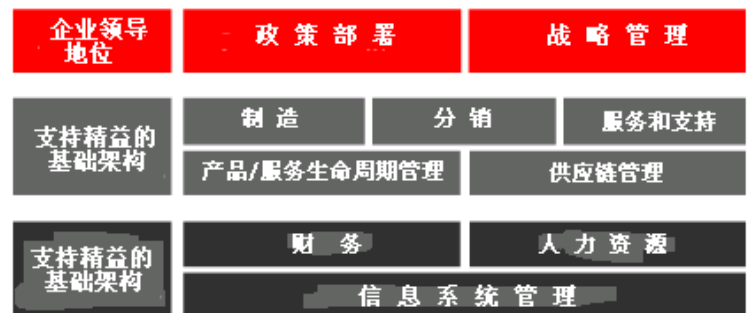 企业领导
地位
政策部署
战略管理
支持精益的
基础架构
制造
分销
服务和支持
产品/服务生命周期管理
供应链管理
支持精益的
基础架构
财务
人力资源
信息系统管理